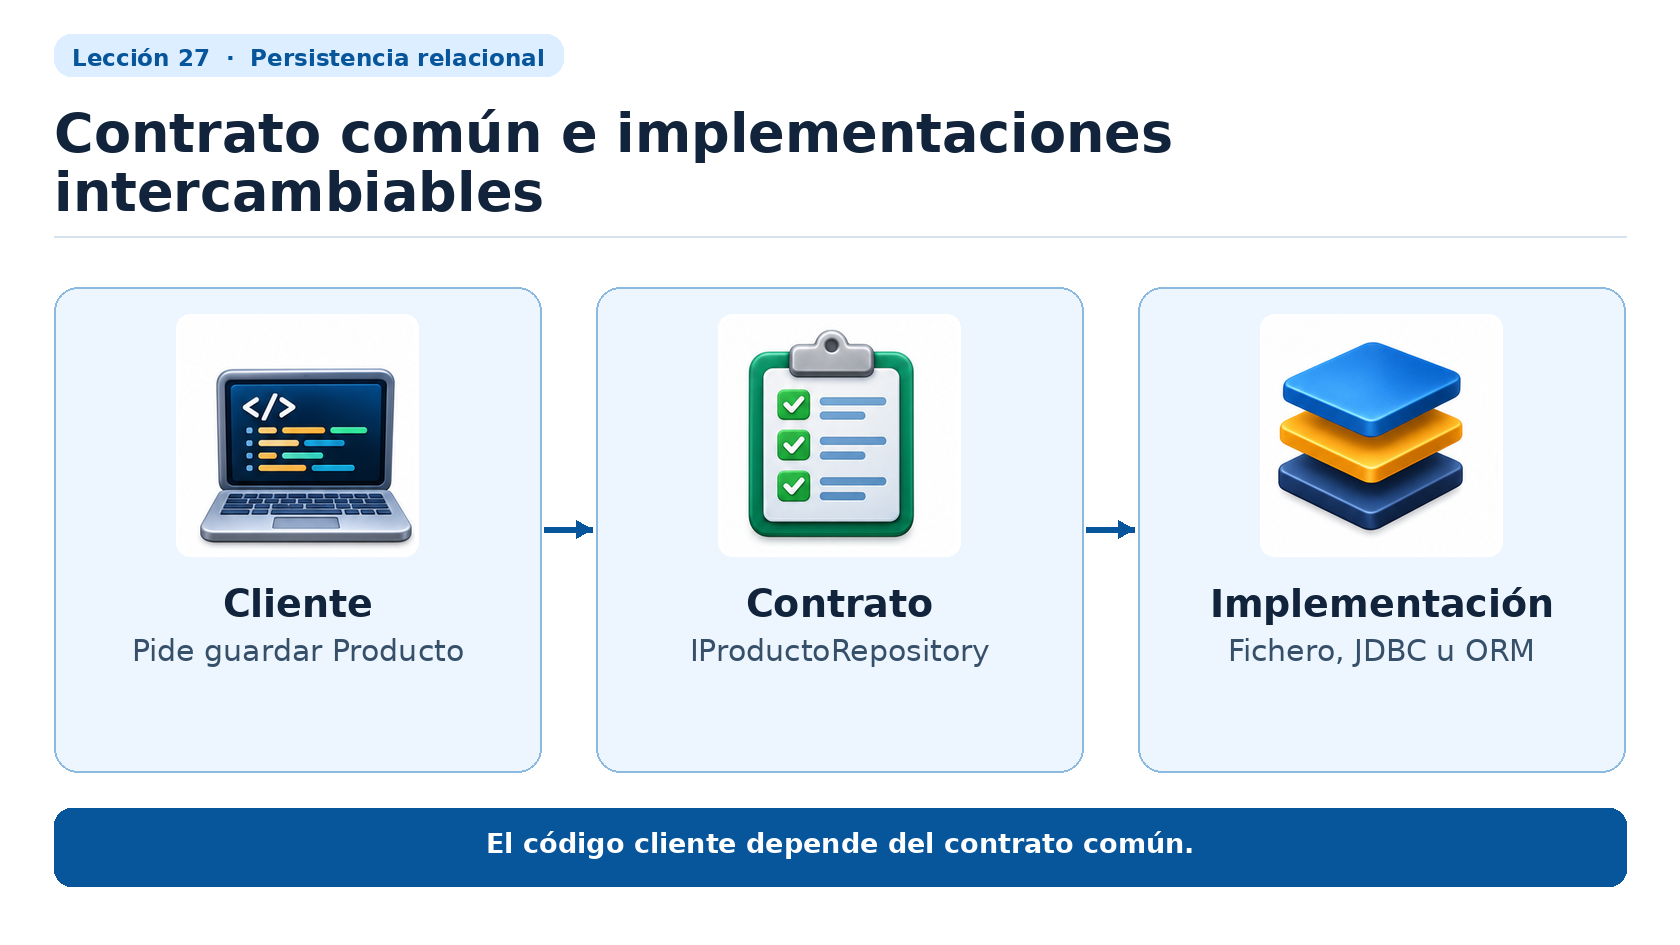 Lección 27 · Persistencia relacional
Contrato común e implementaciones
intercambiables
</>
Cliente
Pide guardar Producto
Contrato
IProductoRepository
Implementación
Fichero, JDBC u ORM
El código cliente depende del contrato común.